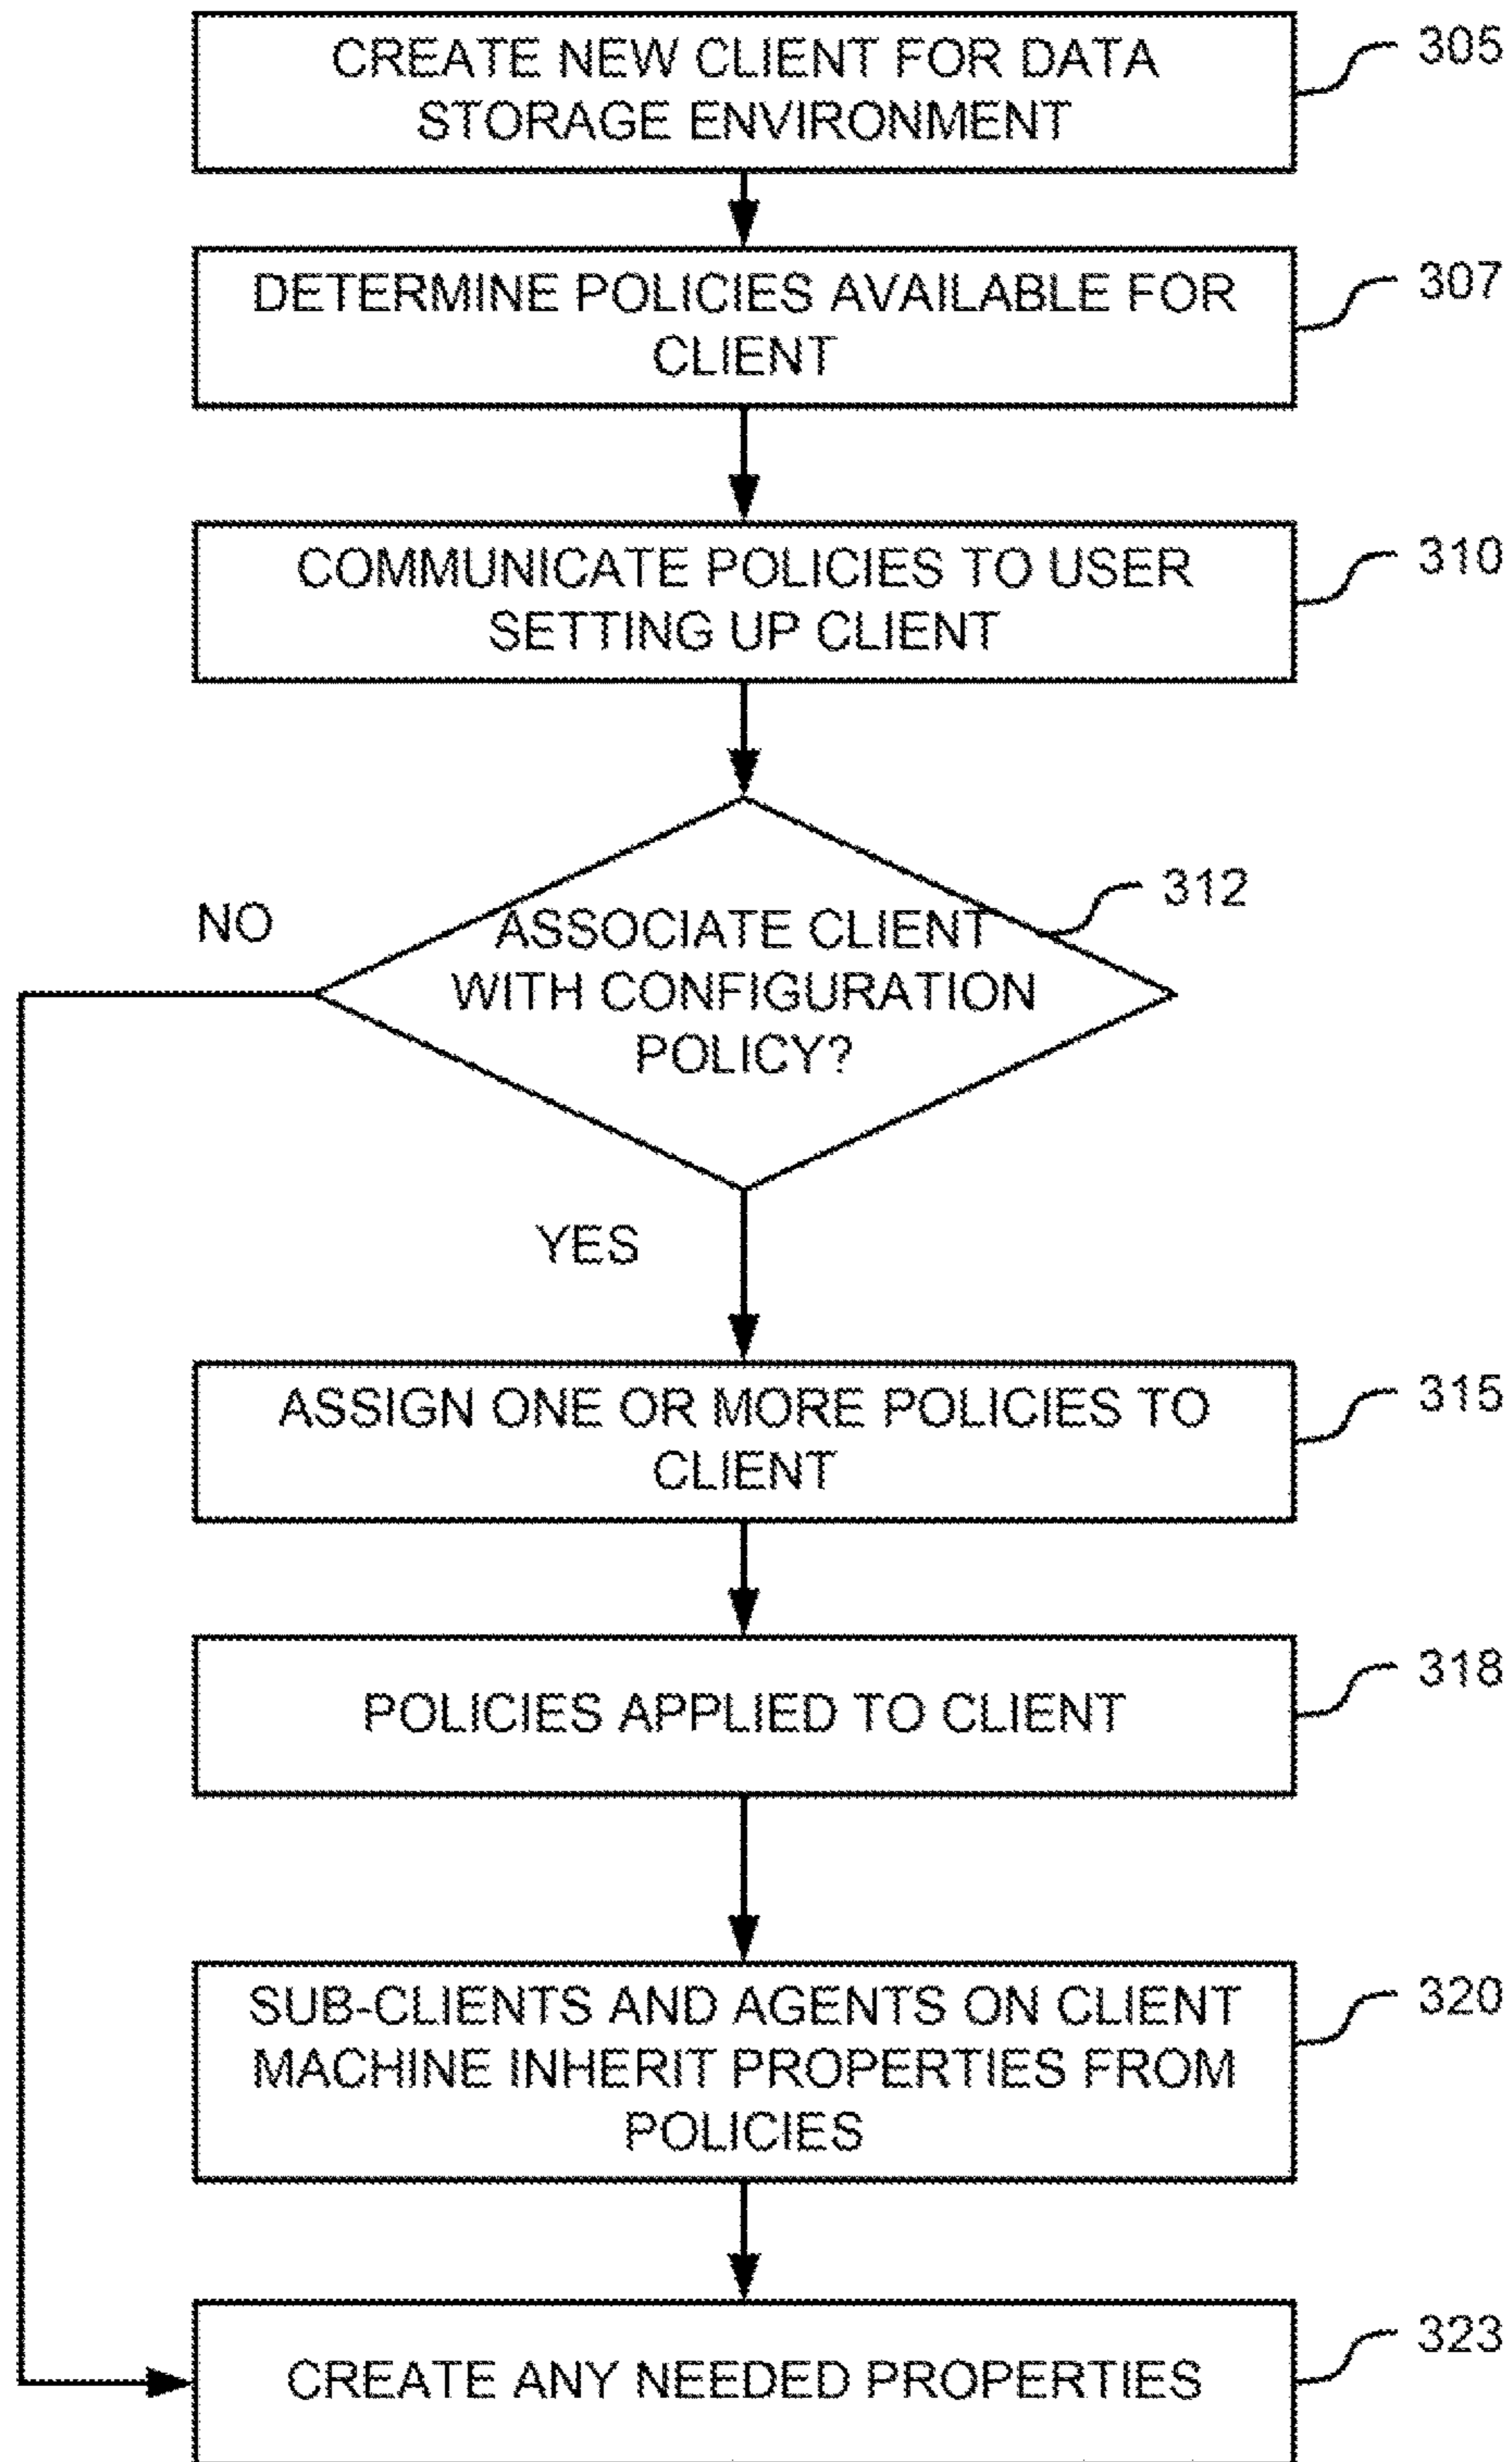 CREATE NEW CLIENT FOR DATA
STORAGE ENVIRONMENT
305
DETERMINE POLICIES AVAILABLE FOR
CLIENT
307
COMMUNICATE POLICIES TO USER
SETTING UP CLIENT
310
312
NO
ASSOCIATE CLIENT
WITH CONFIGURATION
POLICY?
YES
ASSIGN ONE OR MORE POLICIES TO
CLIENT
315
POLICIES APPLIED TO CLIENT
318
SUB-CLIENTS AND AGENTS ON CLIENT
MACHINE INHERIT PROPERTIES FROM
POLICIES
320
CREATE ANY NEEDED PROPERTIES
323